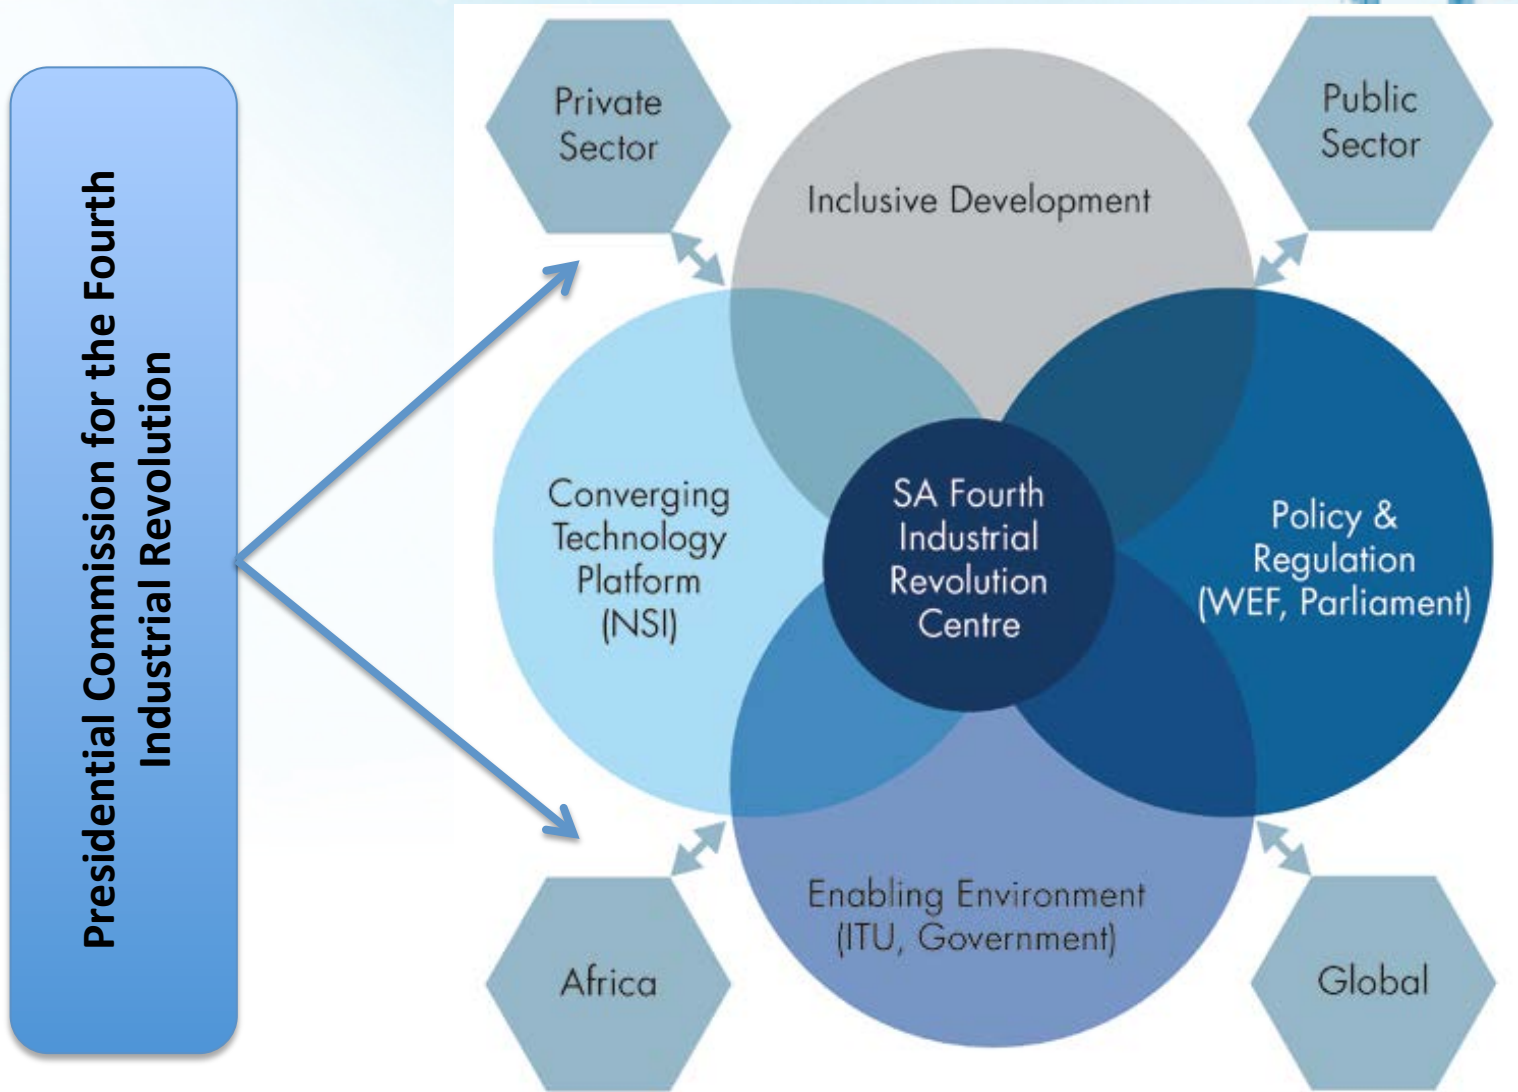 Presidential Commission for the Fourth
Industrial Revolution
Private
Sector
Public
Sector
Inclusive Development
Converging
Technology
Platform
(NSI)
SA Fourth
Industrial
Revolution
Centre
Policy &
Regulation
(WEF, Parliament)
Enabling Environment
(ITU, Government)
Africa
Global